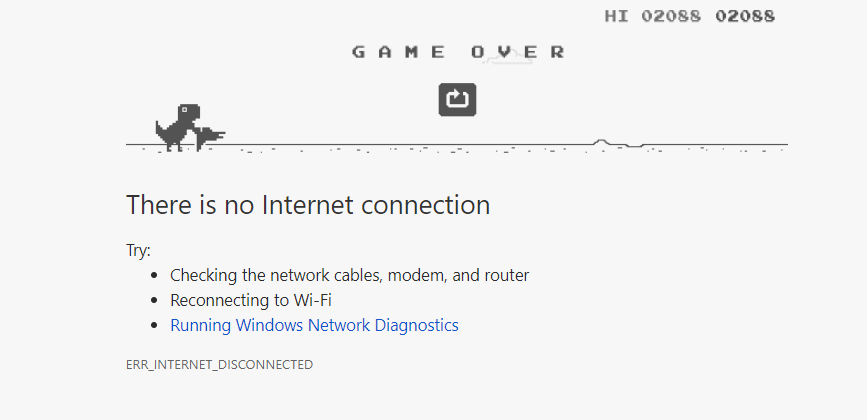 HI 02088 02088
GAME OVER
There is no Internet connection
Try:
• Checking the network cables, modem, and router
• Reconnecting to Wi-Fi
• Running Windows Network Diagnostics
ERR_INTERNET_DISCONNECTED